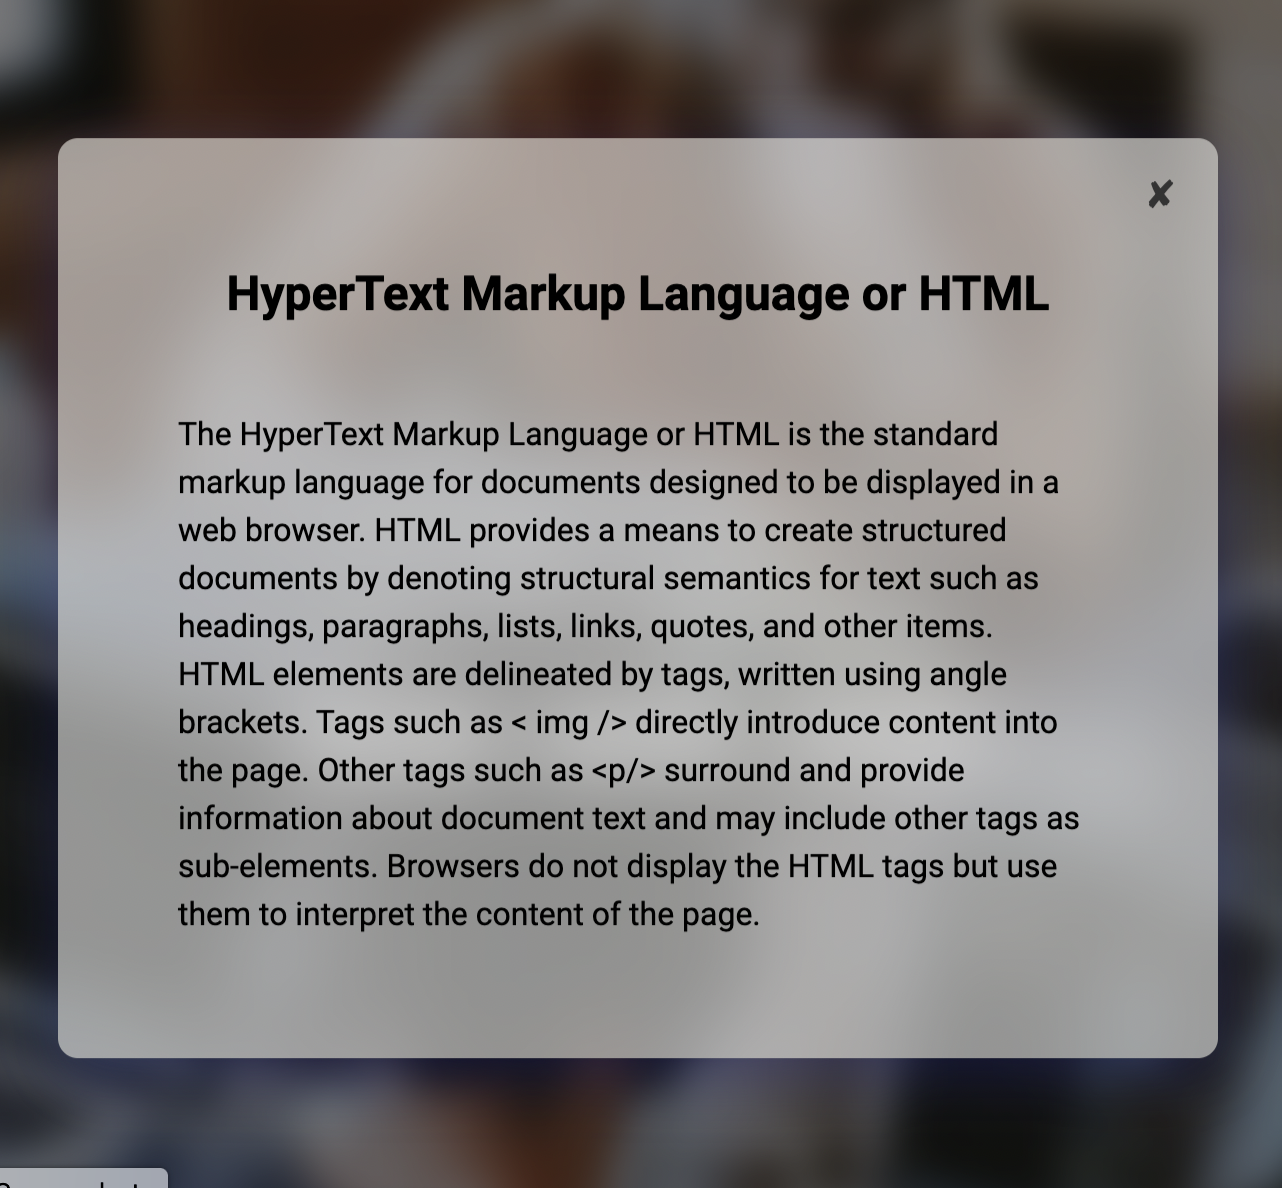 HyperText Markup Language or HTML
The HyperText Markup Language or HTML is the standard
markup language for documents designed to be displayed in a
web browser. HTML provides a means to create structured
documents by denoting structural semantics for text such as
headings, paragraphs, lists, links, quotes, and other items.
HTML elements are delineated by tags, written using angle
brackets. Tags such as < img /> directly introduce content into
the page. Other tags such as <p/> surround and provide
information about document text and may include other tags as
sub-elements. Browsers do not display the HTML tags but use
them to interpret the content of the page.